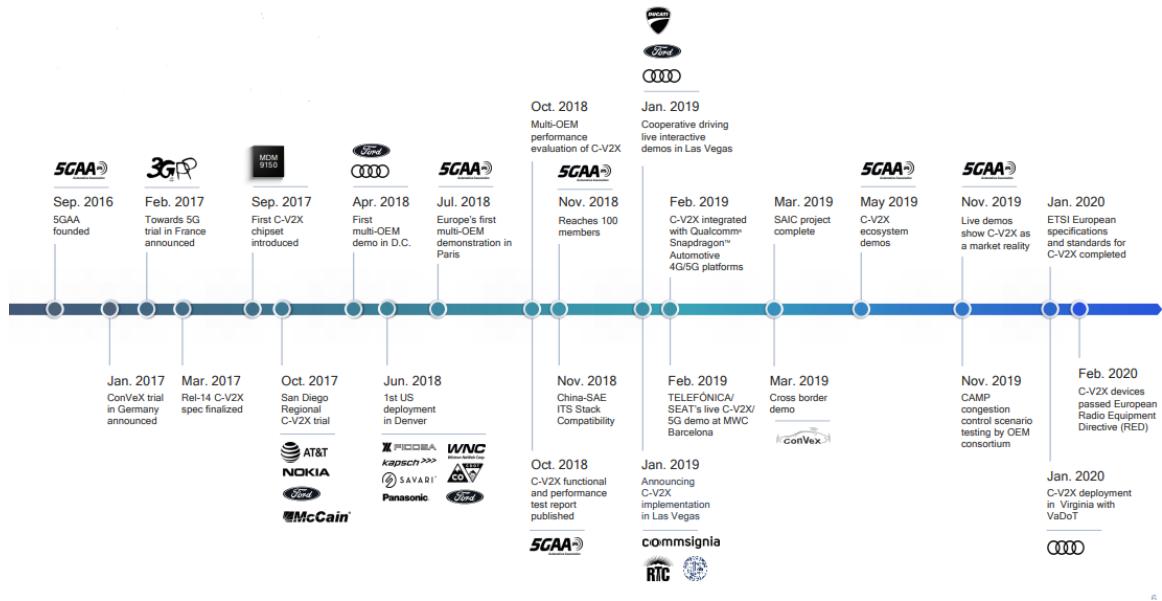 DUCATI
Ford
Oct. 2018
Multi-OEM
performance
evaluation of C-V2X
Jan. 2019
Cooperative driving
live interactive
demos in Las Vegas
5GAA
Sep. 2016
5GAA
founded
3GPP
Feb. 2017
Towards 5G
trial in France
announced
MDM
9150
Sep. 2017
First C-V2X
chipset
introduced
Ford
Apr. 2018
First
multi-OEM
demo in D.C.
5GAA
Jul. 2018
Europe's first
multi-OEM
demonstration in
Paris
5GAA
Nov. 2018
Reaches 100
members
Feb. 2019
C-V2X integrated
with Qualcomm®
Snapdragon™
Automotive
4G/5G platforms
Mar. 2019
SAIC project
complete
5GAA
May 2019
C-V2X
ecosystem
demos
5GAA
Nov. 2019
Live demos
show C-V2X as
a market reality
Jan. 2020
ETSI European
specifications
and standards for
C-V2X completed
Jan. 2017
ConVeX trial
in Germany
announced
Mar. 2017
Rel-14 C-V2X
spec finalized
Oct. 2017
San Diego
Regional
C-V2X trial
AT&T
NOKIA
Ford
McCain
Jun. 2018
1st US
deployment
in Denver
FICOSA
WNC
kapsch >>>
CDOT
CO
SAVARI
Panasonic
Ford
Nov. 2018
China-SAE
ITS Stack
Compatibility
Oct. 2018
C-V2X functional
and performance
test report
published
5GAA
Feb. 2019
TELEFÓNICA/
SEAT's live C-V2X/
5G demo at MWC
Barcelona
Jan. 2019
Announcing
C-V2X
implementation
in Las Vegas
commsignia
RTC
Mar. 2019
Cross border
demo
conVex
Nov. 2019
CAMP
congestion
control scenario
testing by OEM
consortium
Feb. 2020
C-V2X devices
passed European
Radio Equipment
Directive (RED)
Jan. 2020
C-V2X deployment
in Virginia with
VaDoT
6